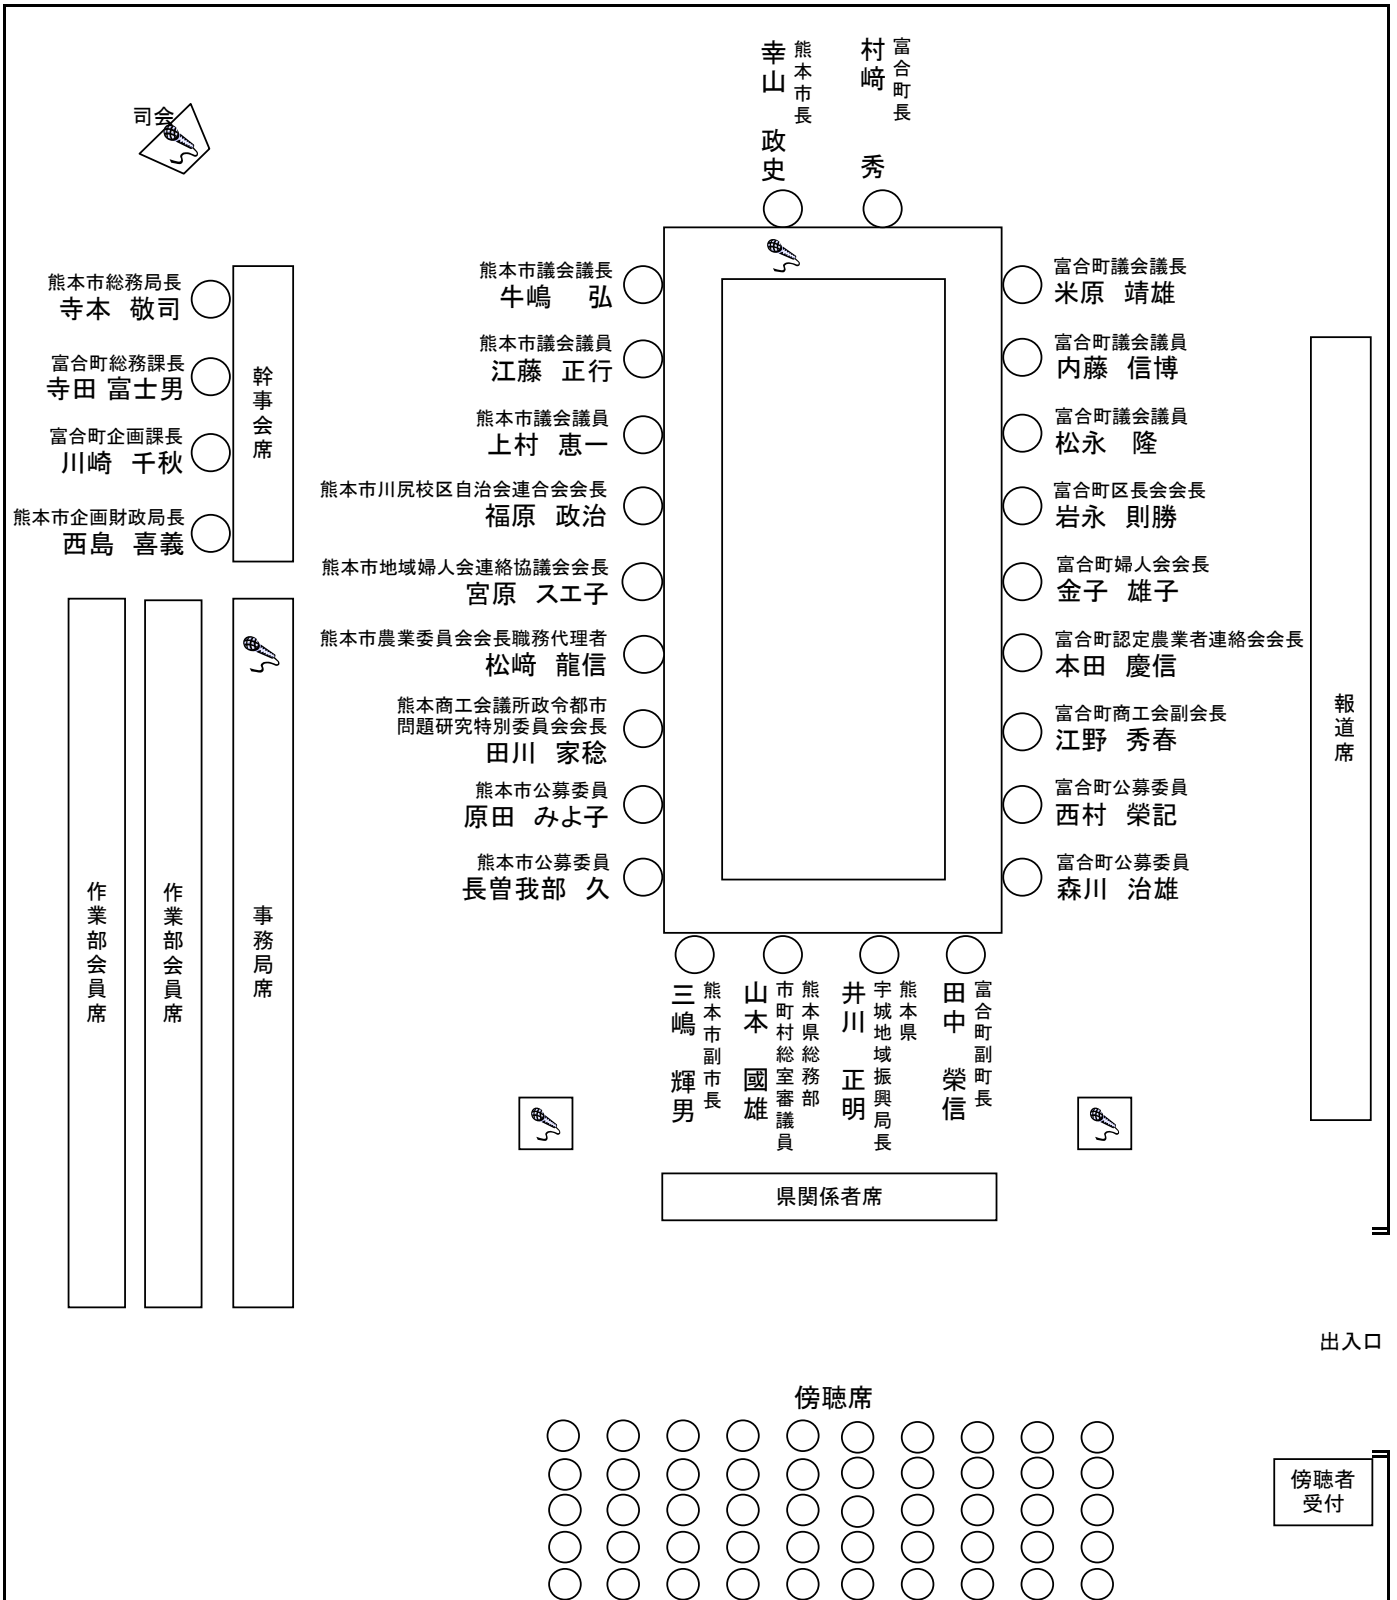 熊本市長
幸山 政史
富合町長
村﨑 秀
司会
熊本市総務局長
寺本 敬司
富合町総務課長
寺田 富士男
富合町企画課長
川崎 千秋
熊本市企画財政局長
西島 喜義
幹事会席
熊本市議会議長
牛嶋 弘
熊本市議会議員
江藤 正行
熊本市議会議員
上村 恵一
熊本市川尻校区自治会連合会会長
福原 政治
熊本市地域婦人会連絡協議会会長
宮原 スエ子
熊本市農業委員会会長職務代理者
松﨑 龍信
熊本商工会議所政令都市
問題研究特別委員会会長
田川 家稔
熊本市公募委員
原田 みよ子
熊本市公募委員
長曽我部 久
富合町議会議長
米原 靖雄
富合町議会議員
内藤 信博
富合町議会議員
松永 隆
富合町区長会会長
岩永 則勝
富合町婦人会会長
金子 雄子
富合町認定農業者連絡会会長
本田 慶信
富合町商工会副会長
江野 秀春
富合町公募委員
西村 榮記
富合町公募委員
森川 治雄
報道席
作業部会員席
作業部会員席
事務局席
熊本市副市長
三嶋 輝男
熊本県総務部
市町村総室審議員
山本 國雄
熊本県
宇城地域振興局長
井川 正明
富合町副町長
田中 榮信
県関係者席
出入口
傍聴席
傍聴者
受付